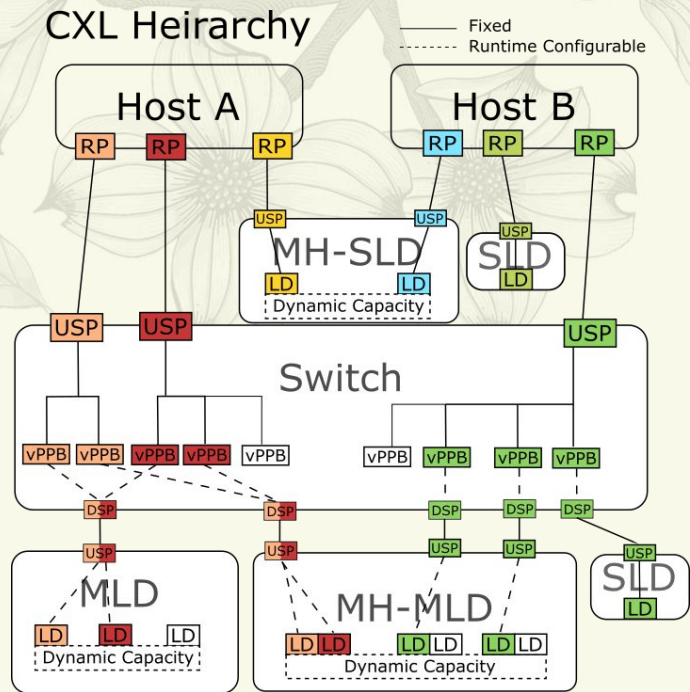 CXL Heirarchy
Fixed
Runtime Configurable
Host A
Host B
RP RP RP RP RP RP
USP USP USP
MH-SLD SLD
LD LD LD
Dynamic Capacity
USP USP USP
Switch
vPPB vPPB vPPB vPPB vPPB vPPB vPPB vPPB vPPB
DSP DSP DSP DSP DSP
USP USP USP USP USP
MLD MH-MLD SLD
LD LD LD LD LD LD LD LD LD LD
Dynamic Capacity Dynamic Capacity